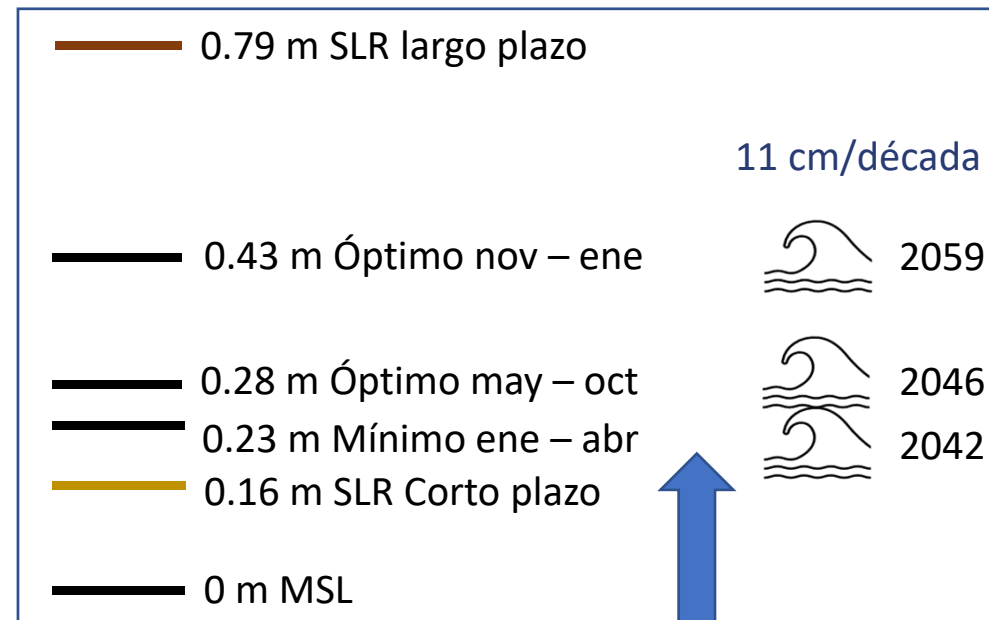 0.79 m SLR largo plazo
11 cm/década
0.43 m Óptimo nov – ene
2059
0.28 m Óptimo may – oct
2046
0.23 m Mínimo ene – abr
2042
0.16 m SLR Corto plazo
0 m MSL